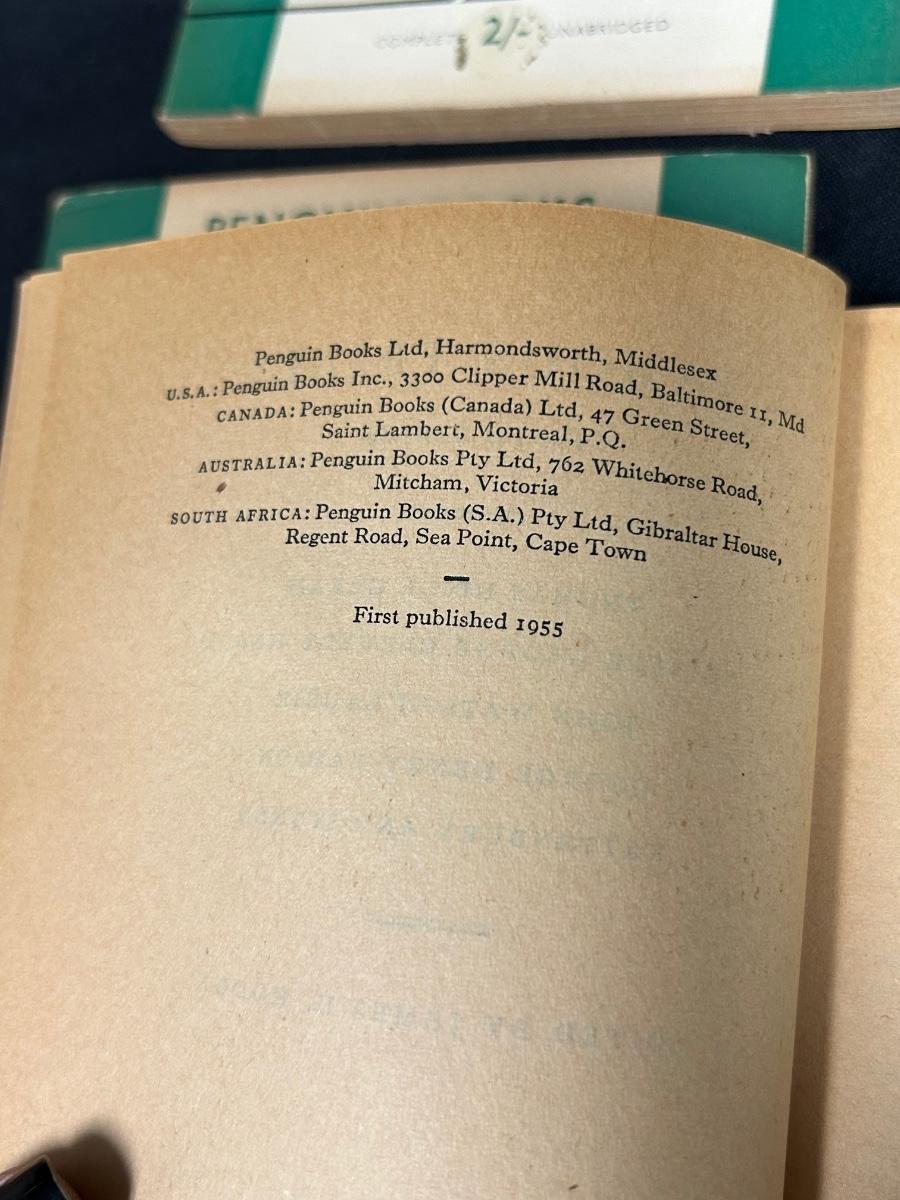 COMPLETE 2/- UNABRIDGED
PENGUIN BOOKS
Penguin Books Ltd, Harmondsworth, Middlesex
U.S.A.: Penguin Books Inc., 3300 Clipper Mill Road, Baltimore 11, Md
CANADA: Penguin Books (Canada) Ltd, 47 Green Street,
Saint Lambert, Montreal, P.Q.
AUSTRALIA: Penguin Books Pty Ltd, 762 Whitehorse Road,
Mitcham, Victoria
SOUTH AFRICA: Penguin Books (S.A.) Pty Ltd, Gibraltar House,
Regent Road, Sea Point, Cape Town
First published 1955